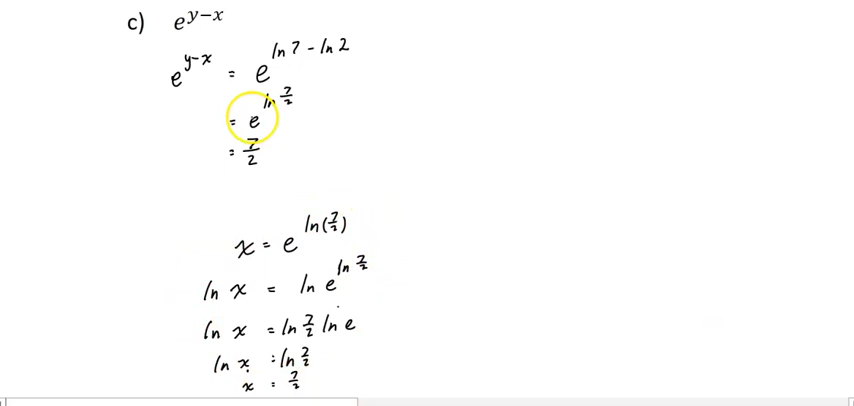 c) e^{y-x}
e^{y-x} = e^{ln 7 - ln 2}
= e^{ln 7/2}
= 7/2
x = e^{ln(7/2)}
ln x = ln e^{ln 7/2}
ln x = ln 7/2 ln e
ln x = ln 7/2
x = 7/2